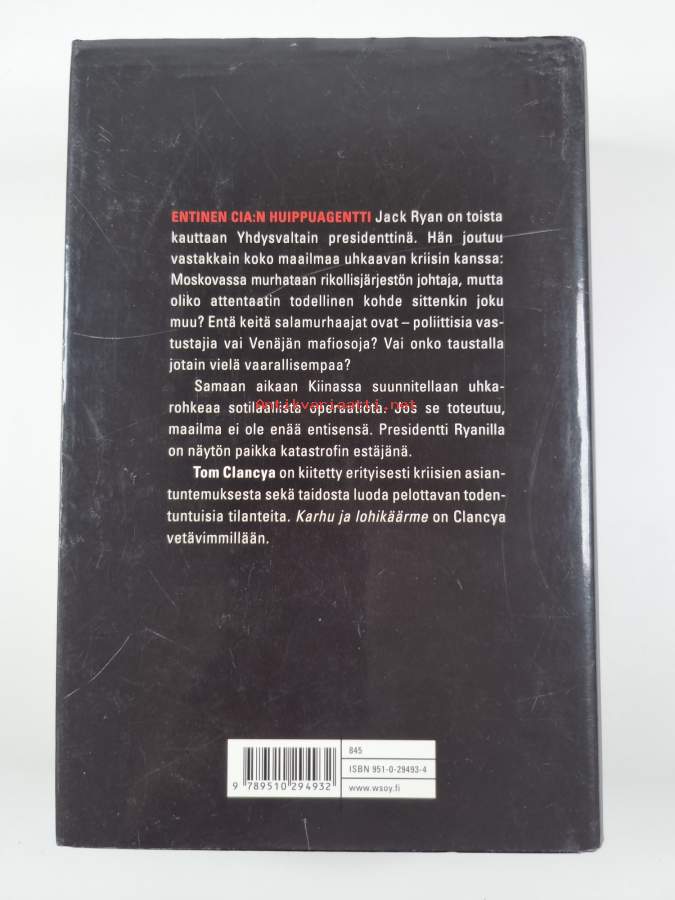 ENTINEN CIA:N HUIPPUAGENTTI Jack Ryan on toista
kauttaan Yhdysvaltain presidenttinä. Hän joutuu
vastakkain koko maailmaa uhkaavan kriisin kanssa:
Moskovassa murhataan rikollisjärjestön johtaja, mutta
oliko attentaatin todellinen kohde sittenkin joku
muu? Entä keitä salamurhaajat ovat – poliittisia vas-
tustajia vai Venäjän mafiosoja? Vai onko taustalla
jotain vielä vaarallisempaa?
Samaan aikaan Kiinassa suunnitellaan uhka-
rohkeaa sotilaallista operaatiota. Jos se toteutuu,
Antikvariaatti.net
maailma ei ole enää entisensä. Presidentti Ryanilla
on näytön paikka katastrofin estäjänä.
Tom Clancya on kiitetty erityisesti kriisien asian-
tuntemuksesta sekä taidosta luoda pelottavan toden-
tuntuisia tilanteita. Karhu ja lohikäärme on Clancya
vetävimmillään.
845
ISBN 951-0-29493-4
www.wsoy.fi
9 789510 294932